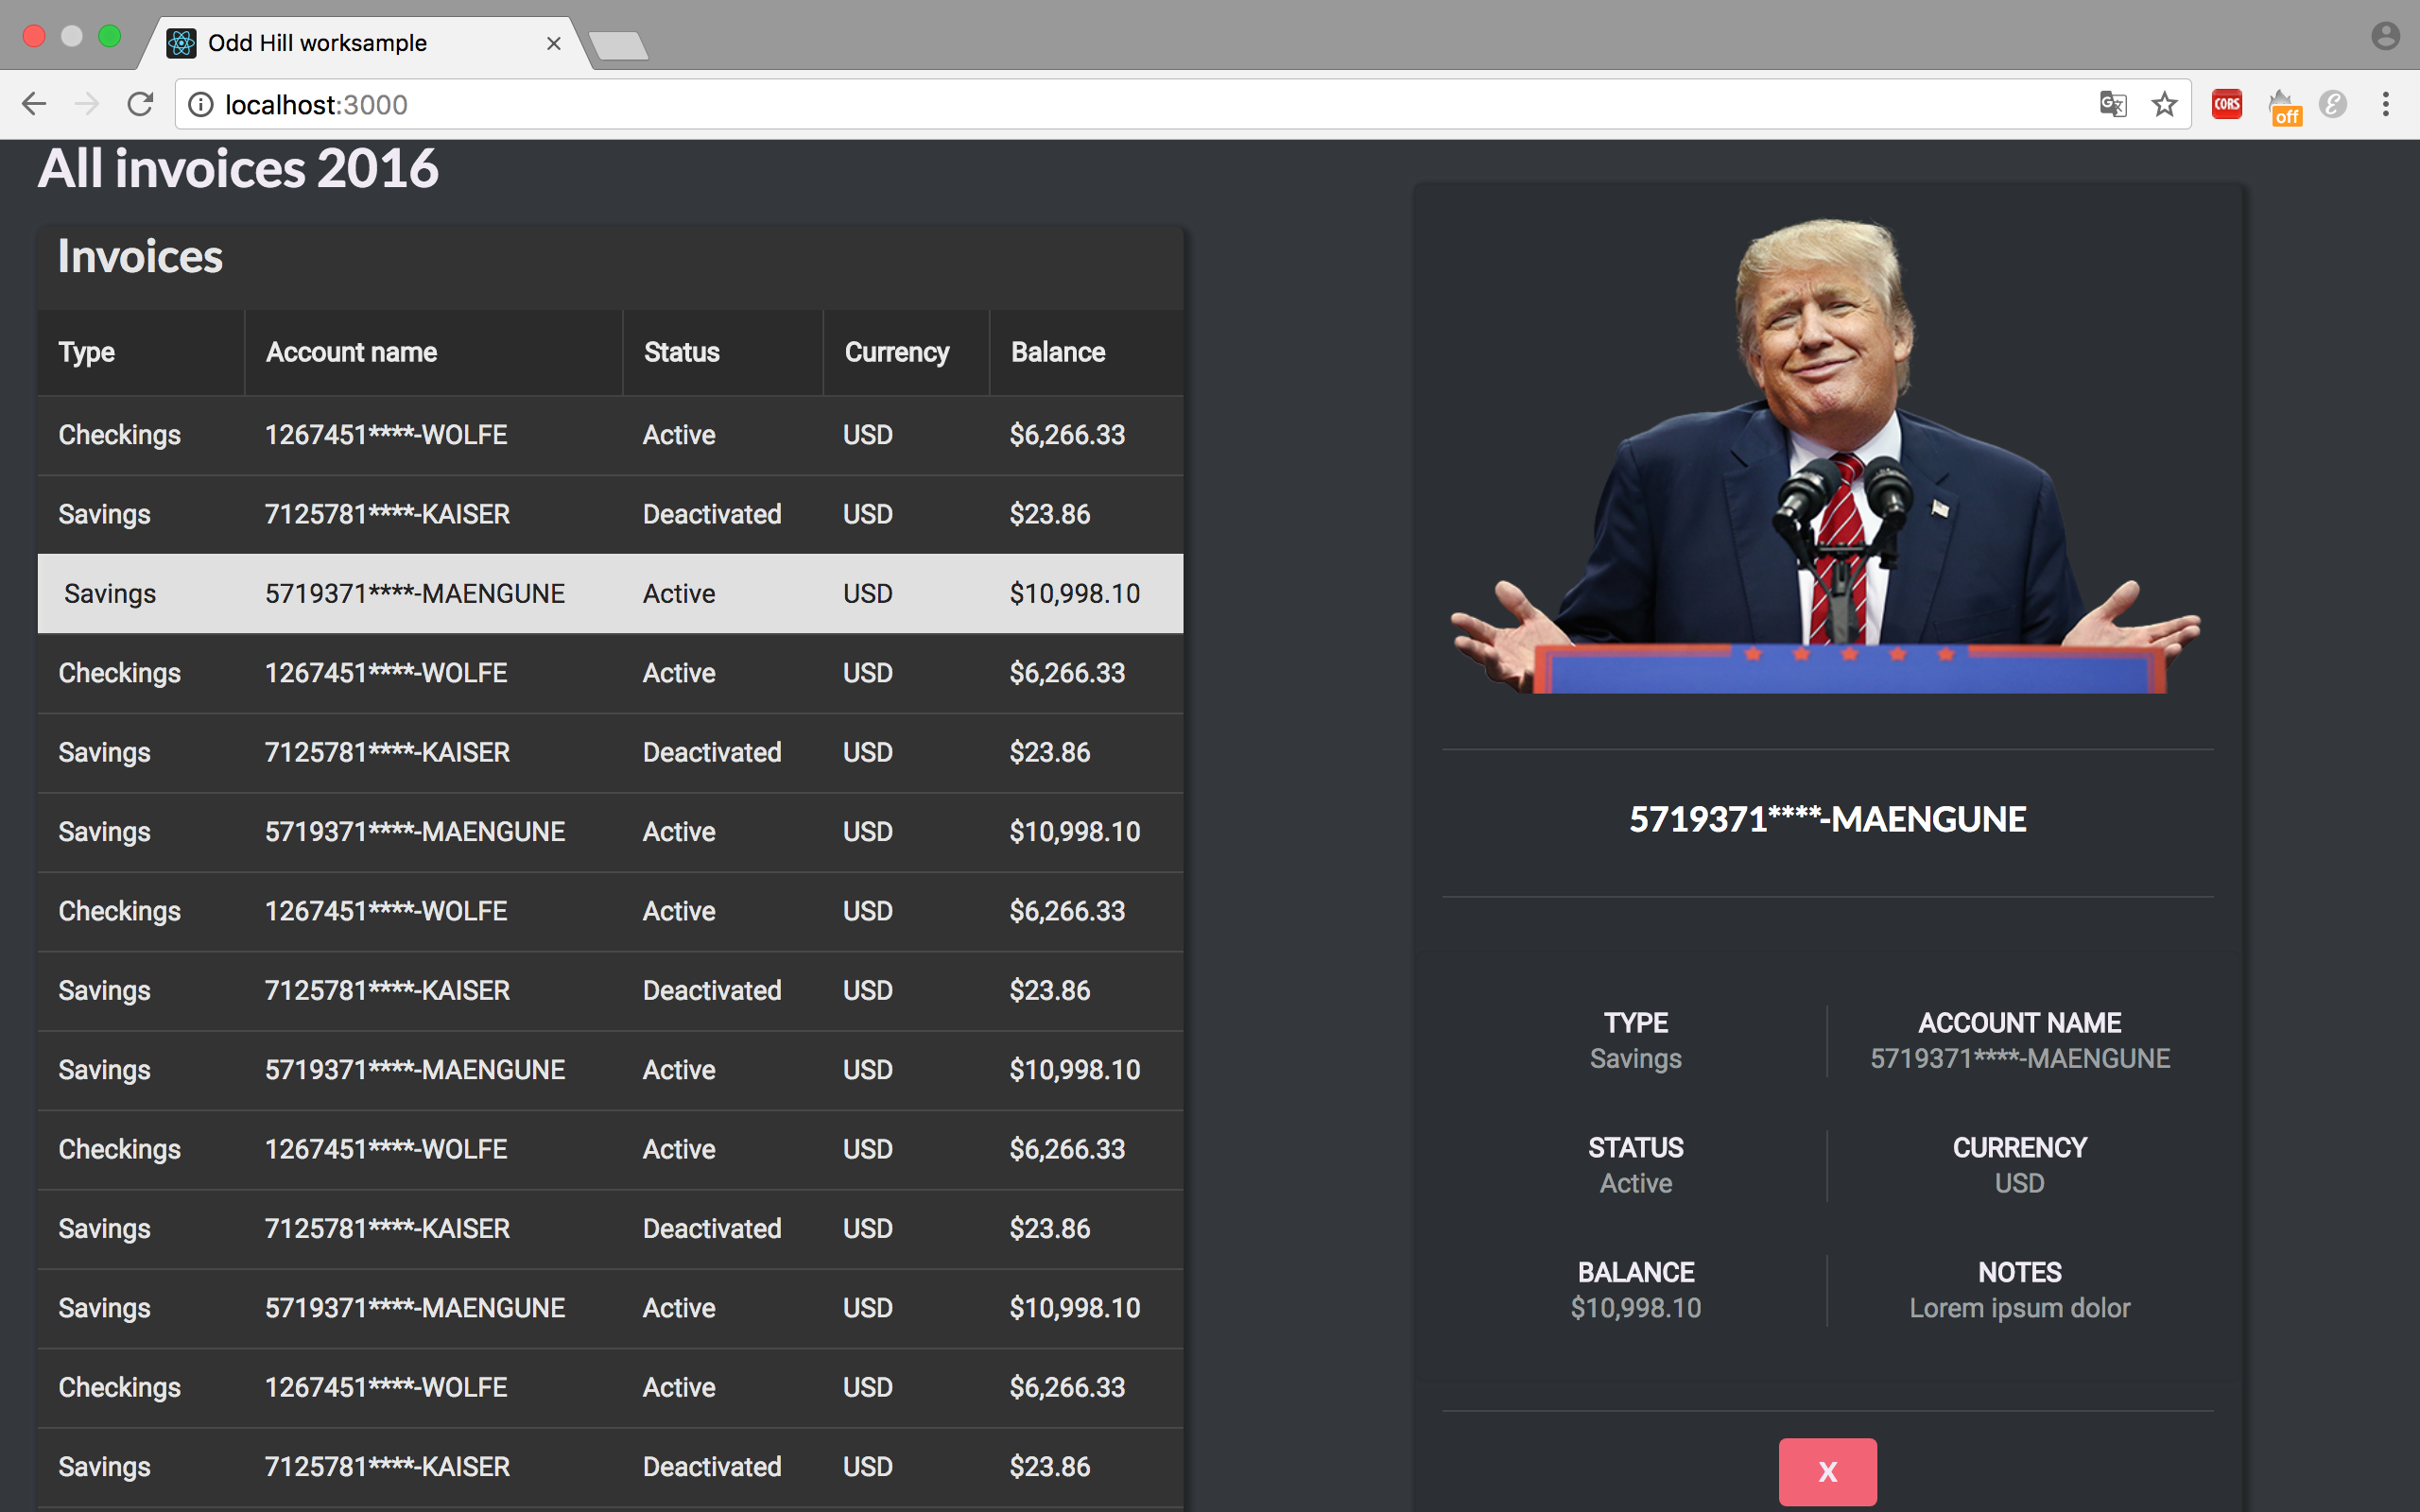 Odd Hill worksample
localhost:3000
CORS
off
All invoices 2016
Invoices
Type Account name Status Currency Balance
Checkings 1267451****-WOLFE Active USD $6,266.33
Savings 7125781****-KAISER Deactivated USD $23.86
Savings 5719371****-MAENGUNE Active USD $10,998.10
Checkings 1267451****-WOLFE Active USD $6,266.33
Savings 7125781****-KAISER Deactivated USD $23.86
Savings 5719371****-MAENGUNE Active USD $10,998.10
Checkings 1267451****-WOLFE Active USD $6,266.33
Savings 7125781****-KAISER Deactivated USD $23.86
Savings 5719371****-MAENGUNE Active USD $10,998.10
Checkings 1267451****-WOLFE Active USD $6,266.33
Savings 7125781****-KAISER Deactivated USD $23.86
Savings 5719371****-MAENGUNE Active USD $10,998.10
Checkings 1267451****-WOLFE Active USD $6,266.33
Savings 7125781****-KAISER Deactivated USD $23.86
5719371****-MAENGUNE
TYPE
Savings
ACCOUNT NAME
5719371****-MAENGUNE
STATUS
Active
CURRENCY
USD
BALANCE
$10,998.10
NOTES
Lorem ipsum dolor
X